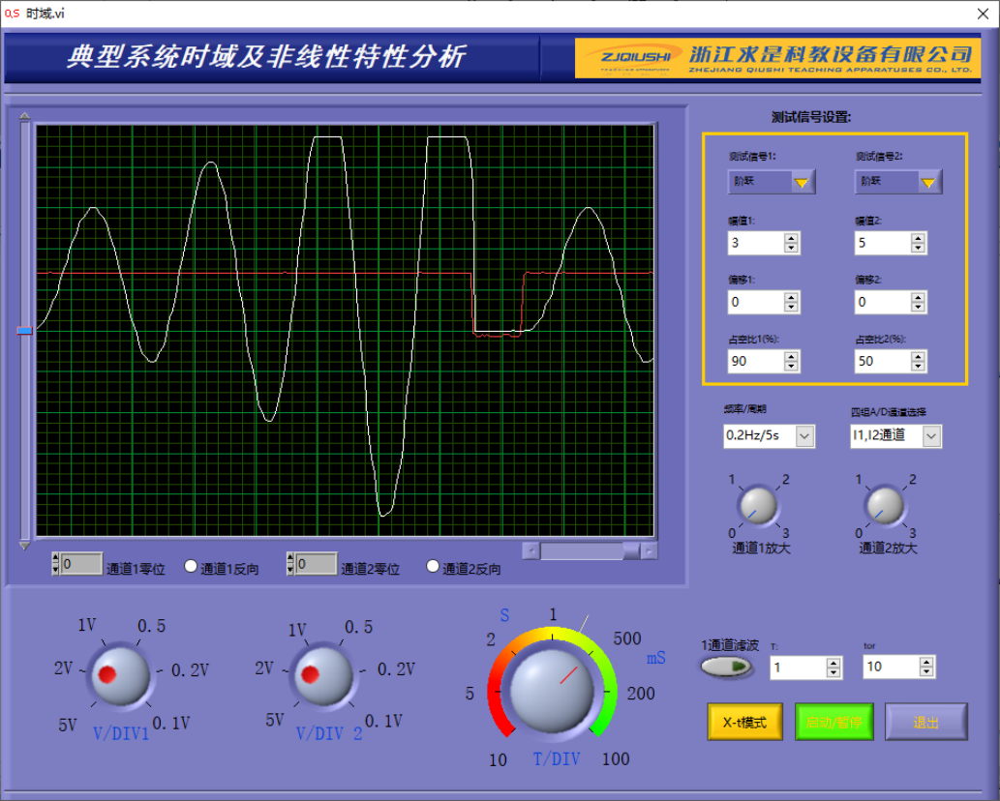 时域.vi
典型系统时域及非线性特性分析
ZJQIUSHI
浙江求是科教设备有限公司
ZHEJIANG QIUSHI TEACHING APPARATUSES CO., LTD.
测试信号设置:
测试信号1:
测试信号2:
阶跃
阶跃
幅值1:
幅值2:
3
5
偏移1:
偏移2:
0
0
占空比1(%):
占空比2(%):
90
50
频率/周期
四组A/D通道选择
0.2Hz/5s
I1,I2通道
1 2
0 3
通道1放大
1 2
0 3
通道2放大
0 通道1零位
通道1反向
0 通道2零位
通道2反向
1V 0.5
2V 0.2V
5V 0.1V
V/DIV1
1V 0.5
2V 0.2V
5V 0.1V
V/DIV 2
S 1
2 500
mS
5 200
10 T/DIV 100
1通道滤波
T:
tor
1
10
X-t模式
启动/暂停
退出